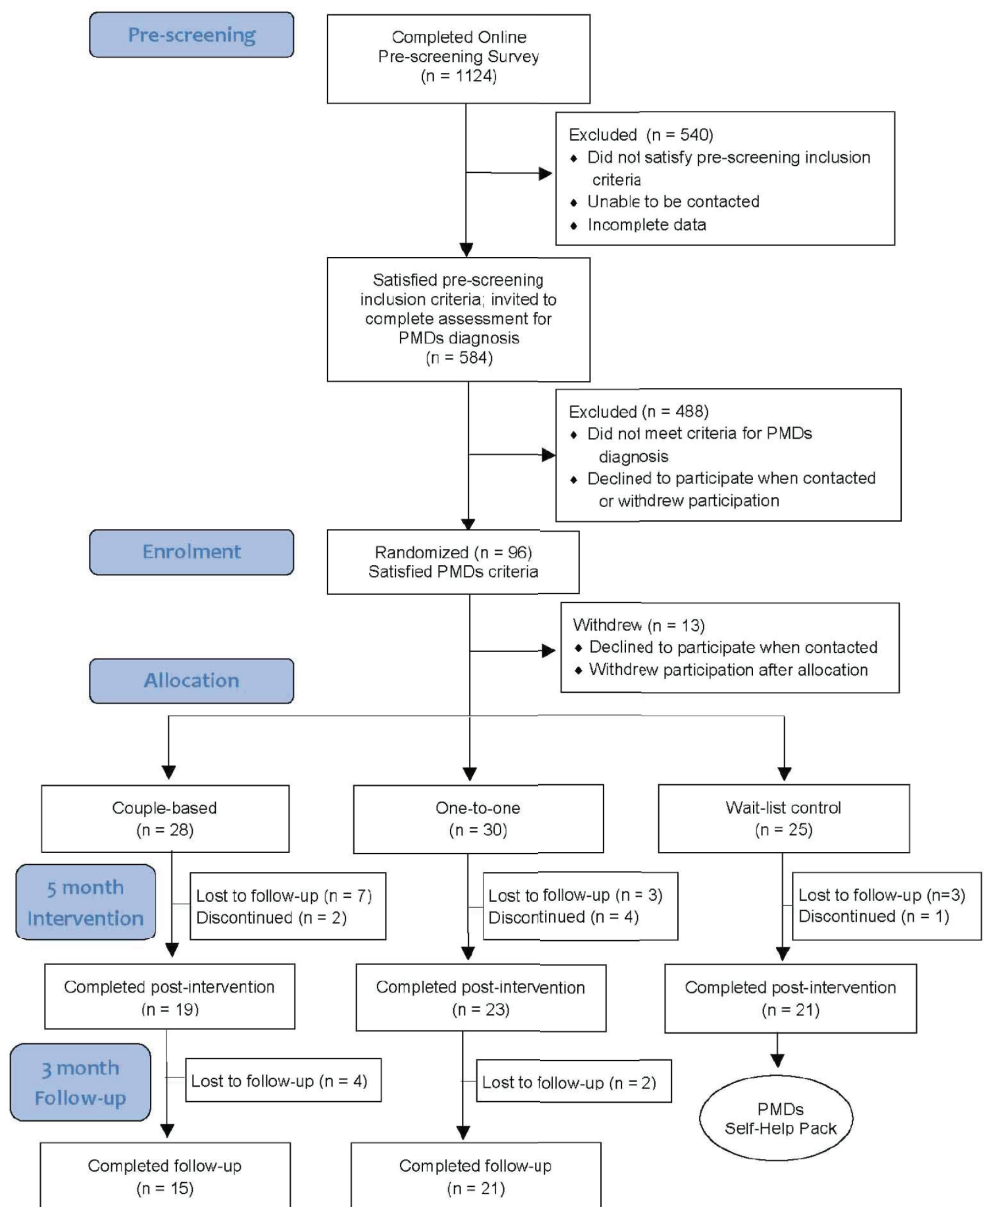 Pre-screening
Completed Online
Pre-screening Survey
(n = 1124)
Excluded (n = 540)
♦ Did not satisfy pre-screening inclusion
criteria
♦ Unable to be contacted
♦ Incomplete data
Satisfied pre-screening
inclusion criteria; invited to
complete assessment for
PMDs diagnosis
(n = 584)
Excluded (n = 488)
♦ Did not meet criteria for PMDs
diagnosis
♦ Declined to participate when contacted
or withdrew participation
Enrolment
Randomized (n = 96)
Satisfied PMDs criteria
Withdrew (n = 13)
♦ Declined to participate when contacted
♦ Withdrew participation after allocation
Allocation
Couple-based
(n = 28)
One-to-one
(n = 30)
Wait-list control
(n = 25)
5 month
Intervention
Lost to follow-up (n = 7)
Discontinued (n = 2)
Lost to follow-up (n = 3)
Discontinued (n = 4)
Lost to follow-up (n=3)
Discontinued (n = 1)
Completed post-intervention
(n = 19)
Completed post-intervention
(n = 23)
Completed post-intervention
(n = 21)
3 month
Follow-up
Lost to follow-up (n = 4)
Lost to follow-up (n = 2)
PMDs
Self-Help Pack
Completed follow-up
(n = 15)
Completed follow-up
(n = 21)